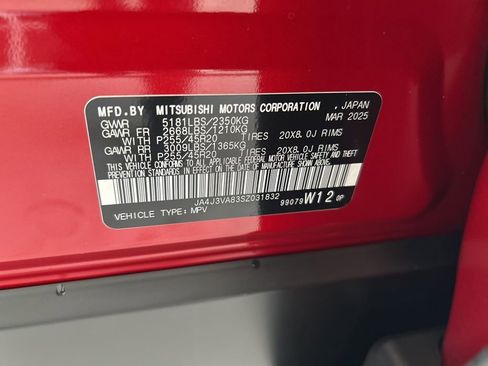 MFD.BY MITSUBISHI MOTORS CORPORATION , JAPAN
GVWR 5181LBS/2350KG MAR 2025
GAWR FR 2668LBS/1210KG
WITH P255/45R20 TIRES 20X8.0J RIMS
GAWR RR 3009LBS/1365KG
WITH P255/45R20 TIRES 20X8.0J RIMS
THIS VEHICLE CONFORMS TO ALL APPLICABLE FEDERAL MOTOR VEHICLE SAFETY, BUMPER, AND THEFT
PREVENTION STANDARDS IN EFFECT ON THE DATE OF MANUFACTURE SHOWN ABOVE.
JA4J3VA83SZ031832
VEHICLE TYPE: MPV 99079 W12 0P